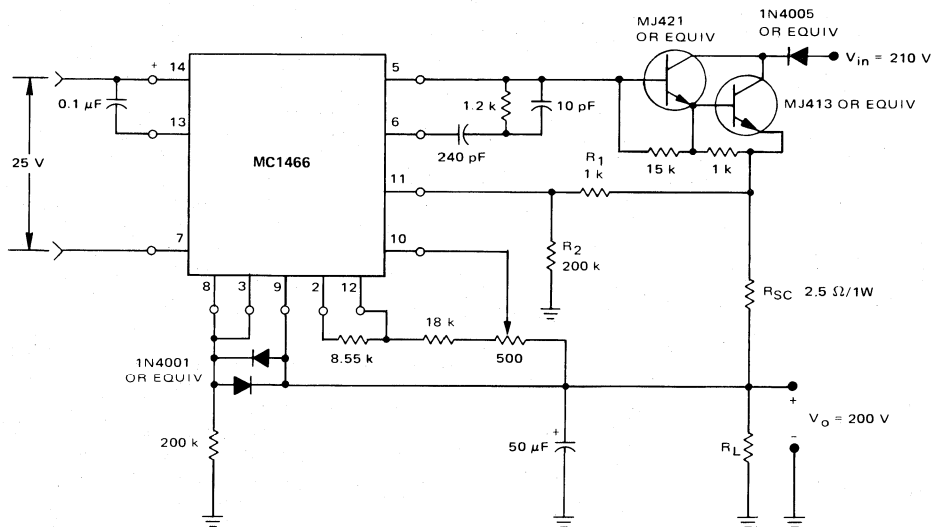 MJ421
OR EQUIV
1N4005
OR EQUIV
Vin = 210 V
MJ413 OR EQUIV
+
14
5
0.1 μF
1.2 k
10 pF
13
6
240 pF
25 V
MC1466
15 k
1 k
R1
1 k
11
7
10
R2
200 k
RSC 2.5 Ω/1W
8
3
9
2
12
8.55 k
18 k
500
1N4001
OR EQUIV
+
Vo = 200 V
-
200 k
+
50 μF
RL